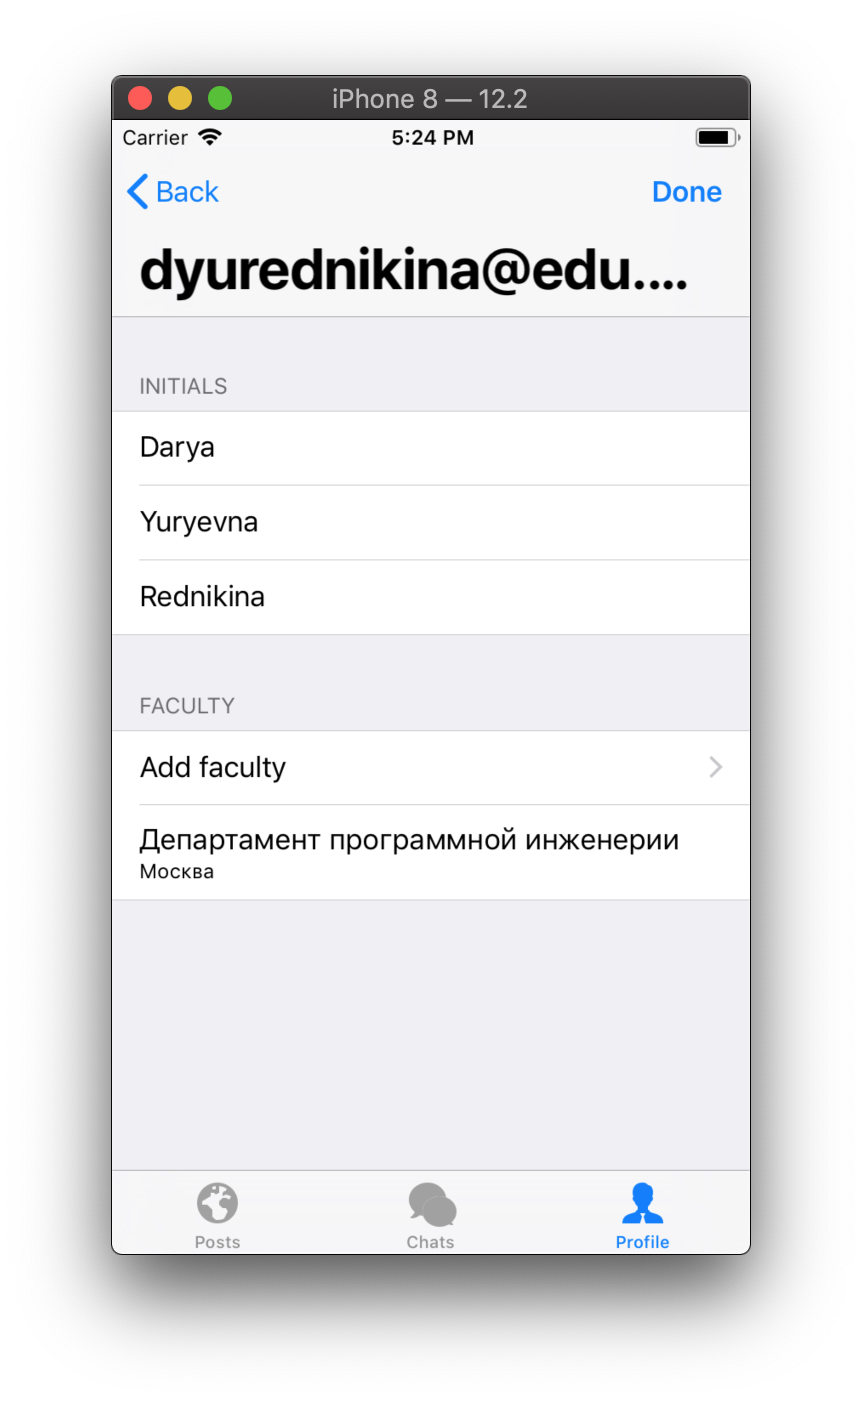 iPhone 8 — 12.2
Carrier 5:24 PM
Back Done
dyurednikina@edu....
INITIALS
Darya
Yuryevna
Rednikina
FACULTY
Add faculty
Департамент программной инженерии
Москва
Posts Chats Profile